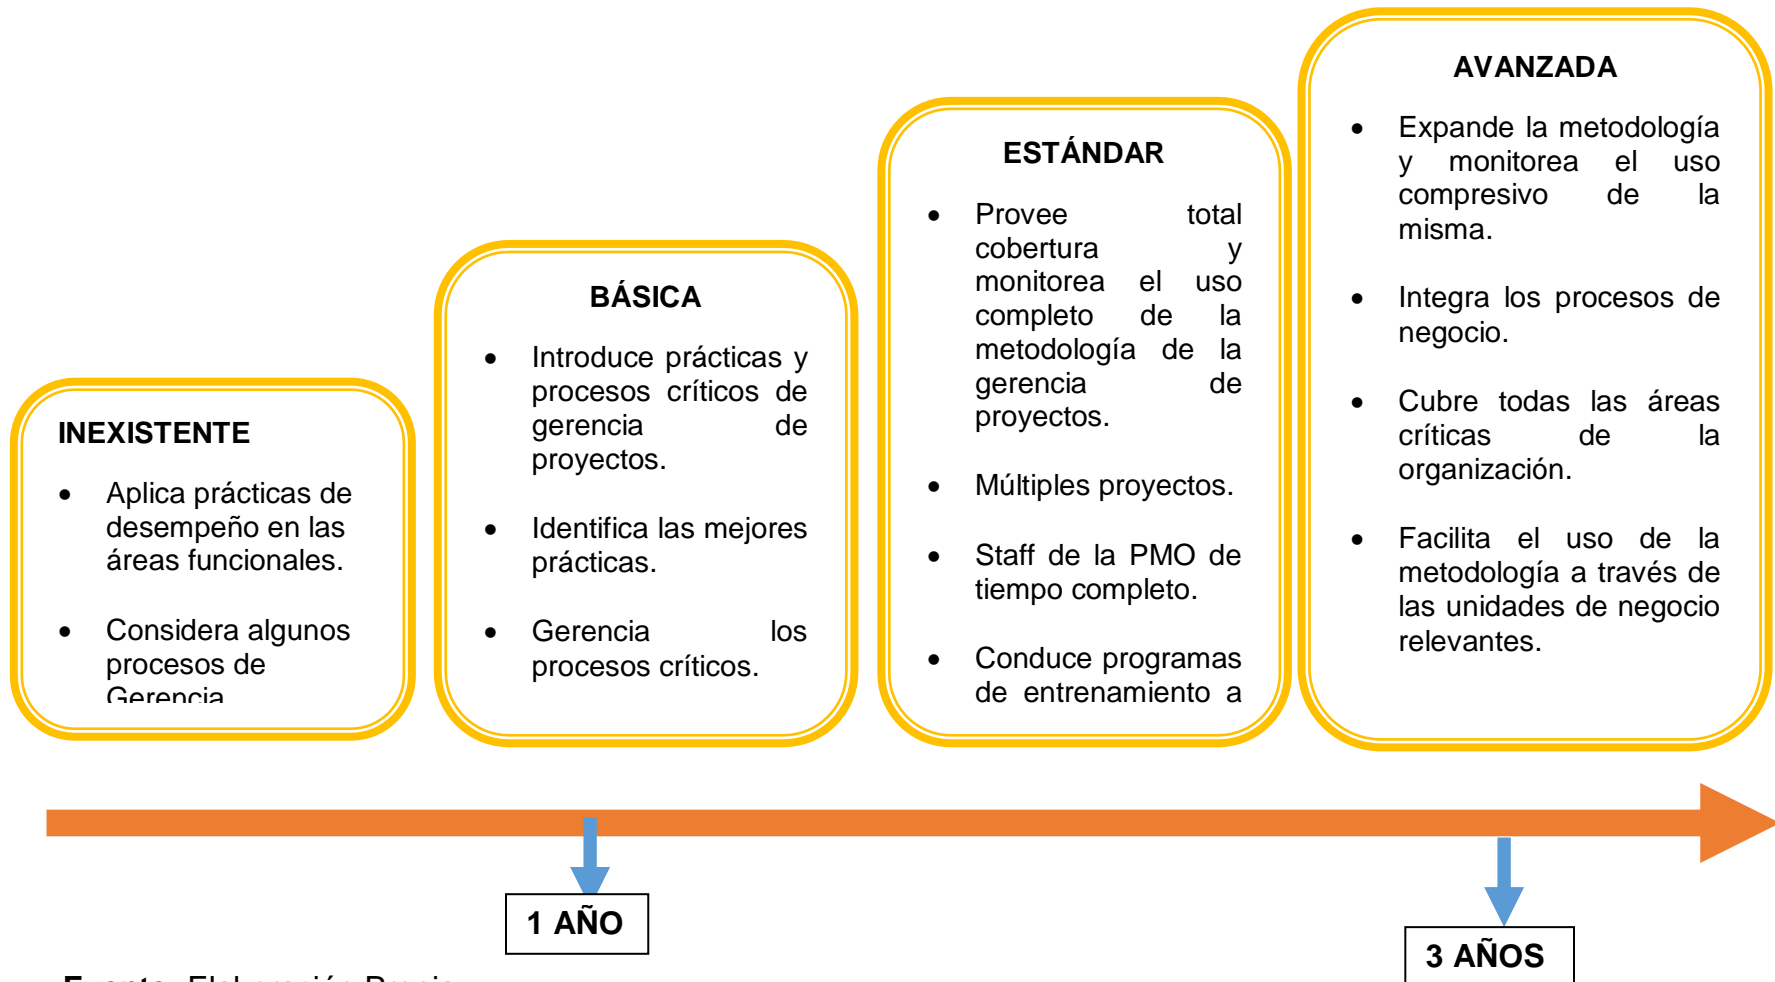 INEXISTENTE
• Aplica prácticas de
desempeño en las
áreas funcionales.
• Considera algunos
procesos de
Gerencia
BÁSICA
• Introduce prácticas y
procesos críticos de
gerencia de
proyectos.
• Identifica las mejores
prácticas.
• Gerencia los
procesos críticos.
ESTÁNDAR
• Provee total
cobertura y
monitorea el uso
completo de la
metodología de la
gerencia de
proyectos.
• Múltiples proyectos.
• Staff de la PMO de
tiempo completo.
• Conduce programas
de entrenamiento a
AVANZADA
• Expande la metodología
y monitorea el uso
compresivo de la
misma.
• Integra los procesos de
negocio.
• Cubre todas las áreas
críticas de la
organización.
• Facilita el uso de la
metodología a través de
las unidades de negocio
relevantes.
1 AÑO
3 AÑOS
Fuente: Elaboración Propia